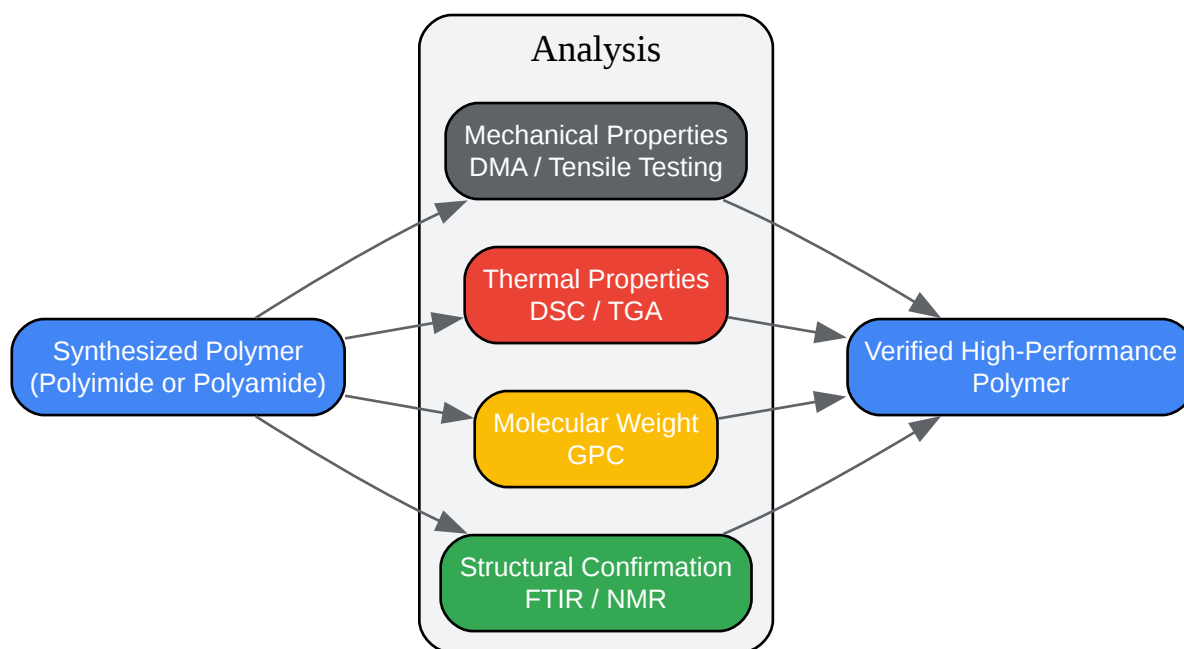 Analysis
Mechanical Properties
DMA / Tensile Testing
Thermal Properties
DSC / TGA
Synthesized Polymer
(Polyimide or Polyamide)
Verified High-Performance
Polymer
Molecular Weight
GPC
Structural Confirmation
FTIR / NMR